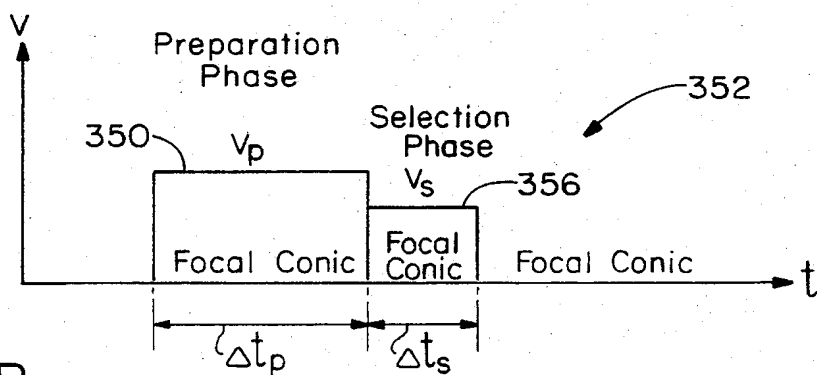 V
Preparation
Phase
352
Selection
Phase
350
Vp
Vs
356
Focal Conic
Focal
Conic
Focal Conic
t
Δtp
Δts